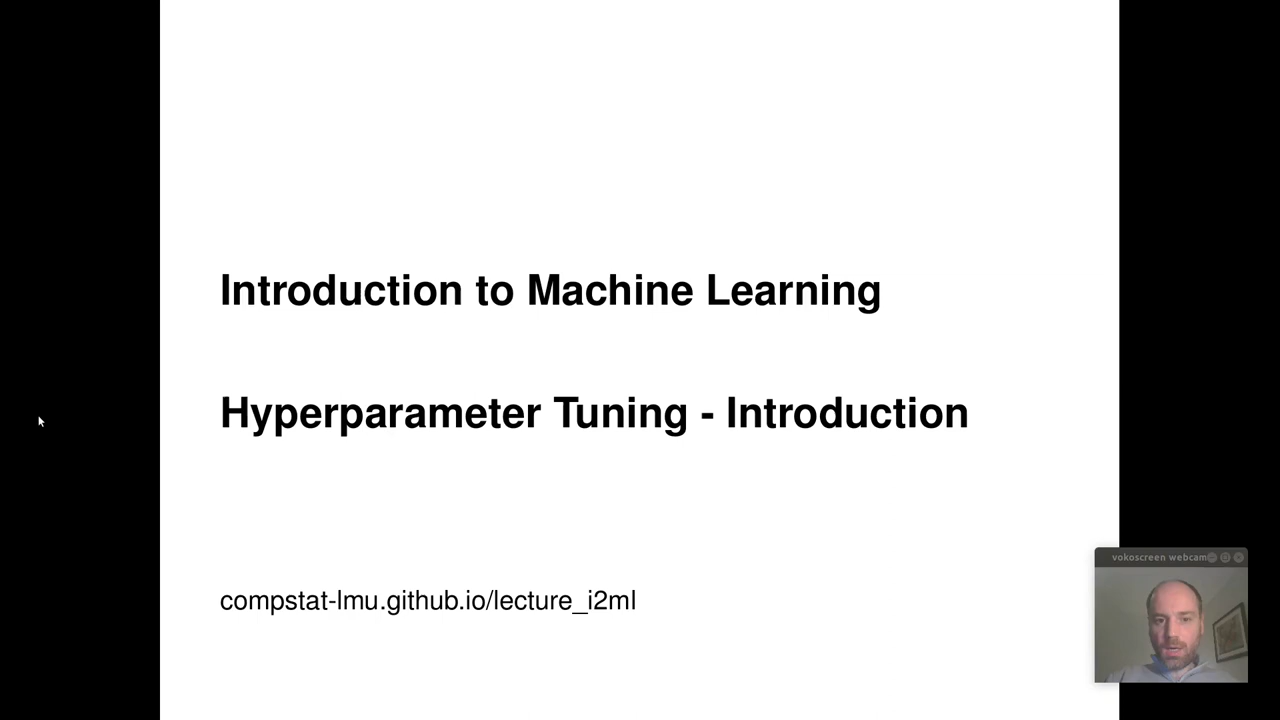 Introduction to Machine Learning
Hyperparameter Tuning - Introduction
compstat-lmu.github.io/lecture_i2ml
vokoscreen webcam